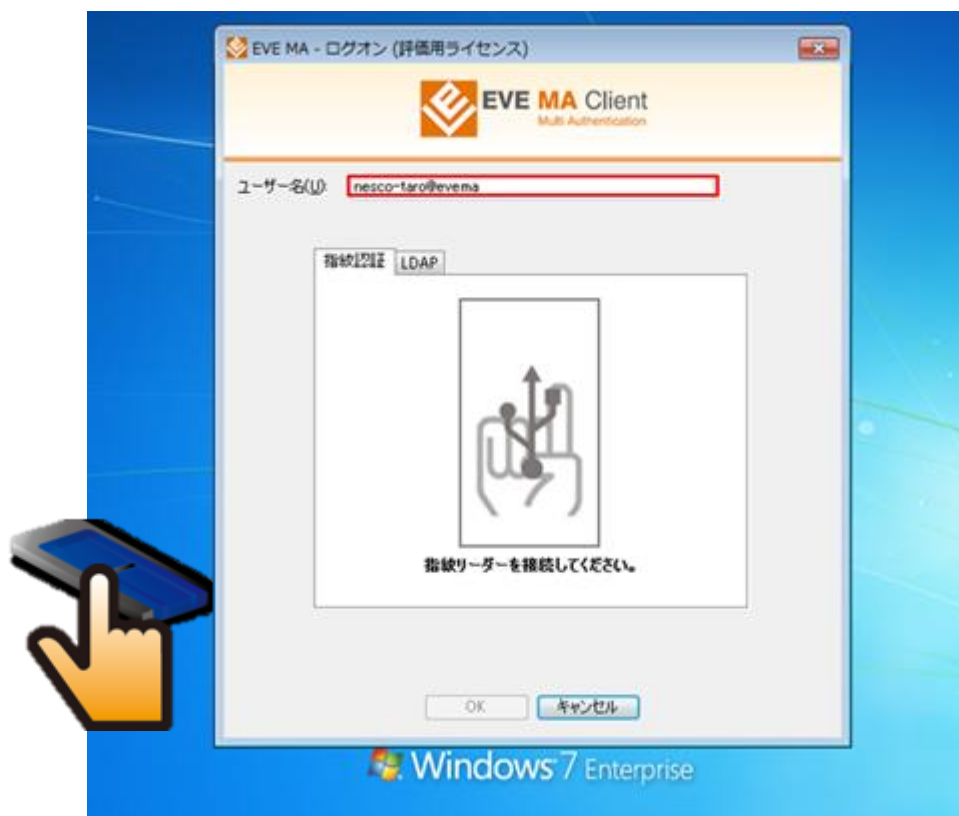 EVE MA - ログオン (評価用ライセンス)
EVE MA Client
Multi Authentication
ユーザー名(U): nesco-taro@evema
指紋認証 LDAP
指紋リーダーを接続してください。
OK キャンセル
Windows 7 Enterprise